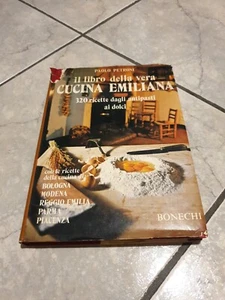 PAOLO PETRONI
il libro della vera
CUCINA EMILIANA
120 ricette dagli antipasti
ai dolci
con le ricette
della cucina di
BOLOGNA
MODENA
REGGIO EMILIA
PARMA
PIACENZA
BONECHI